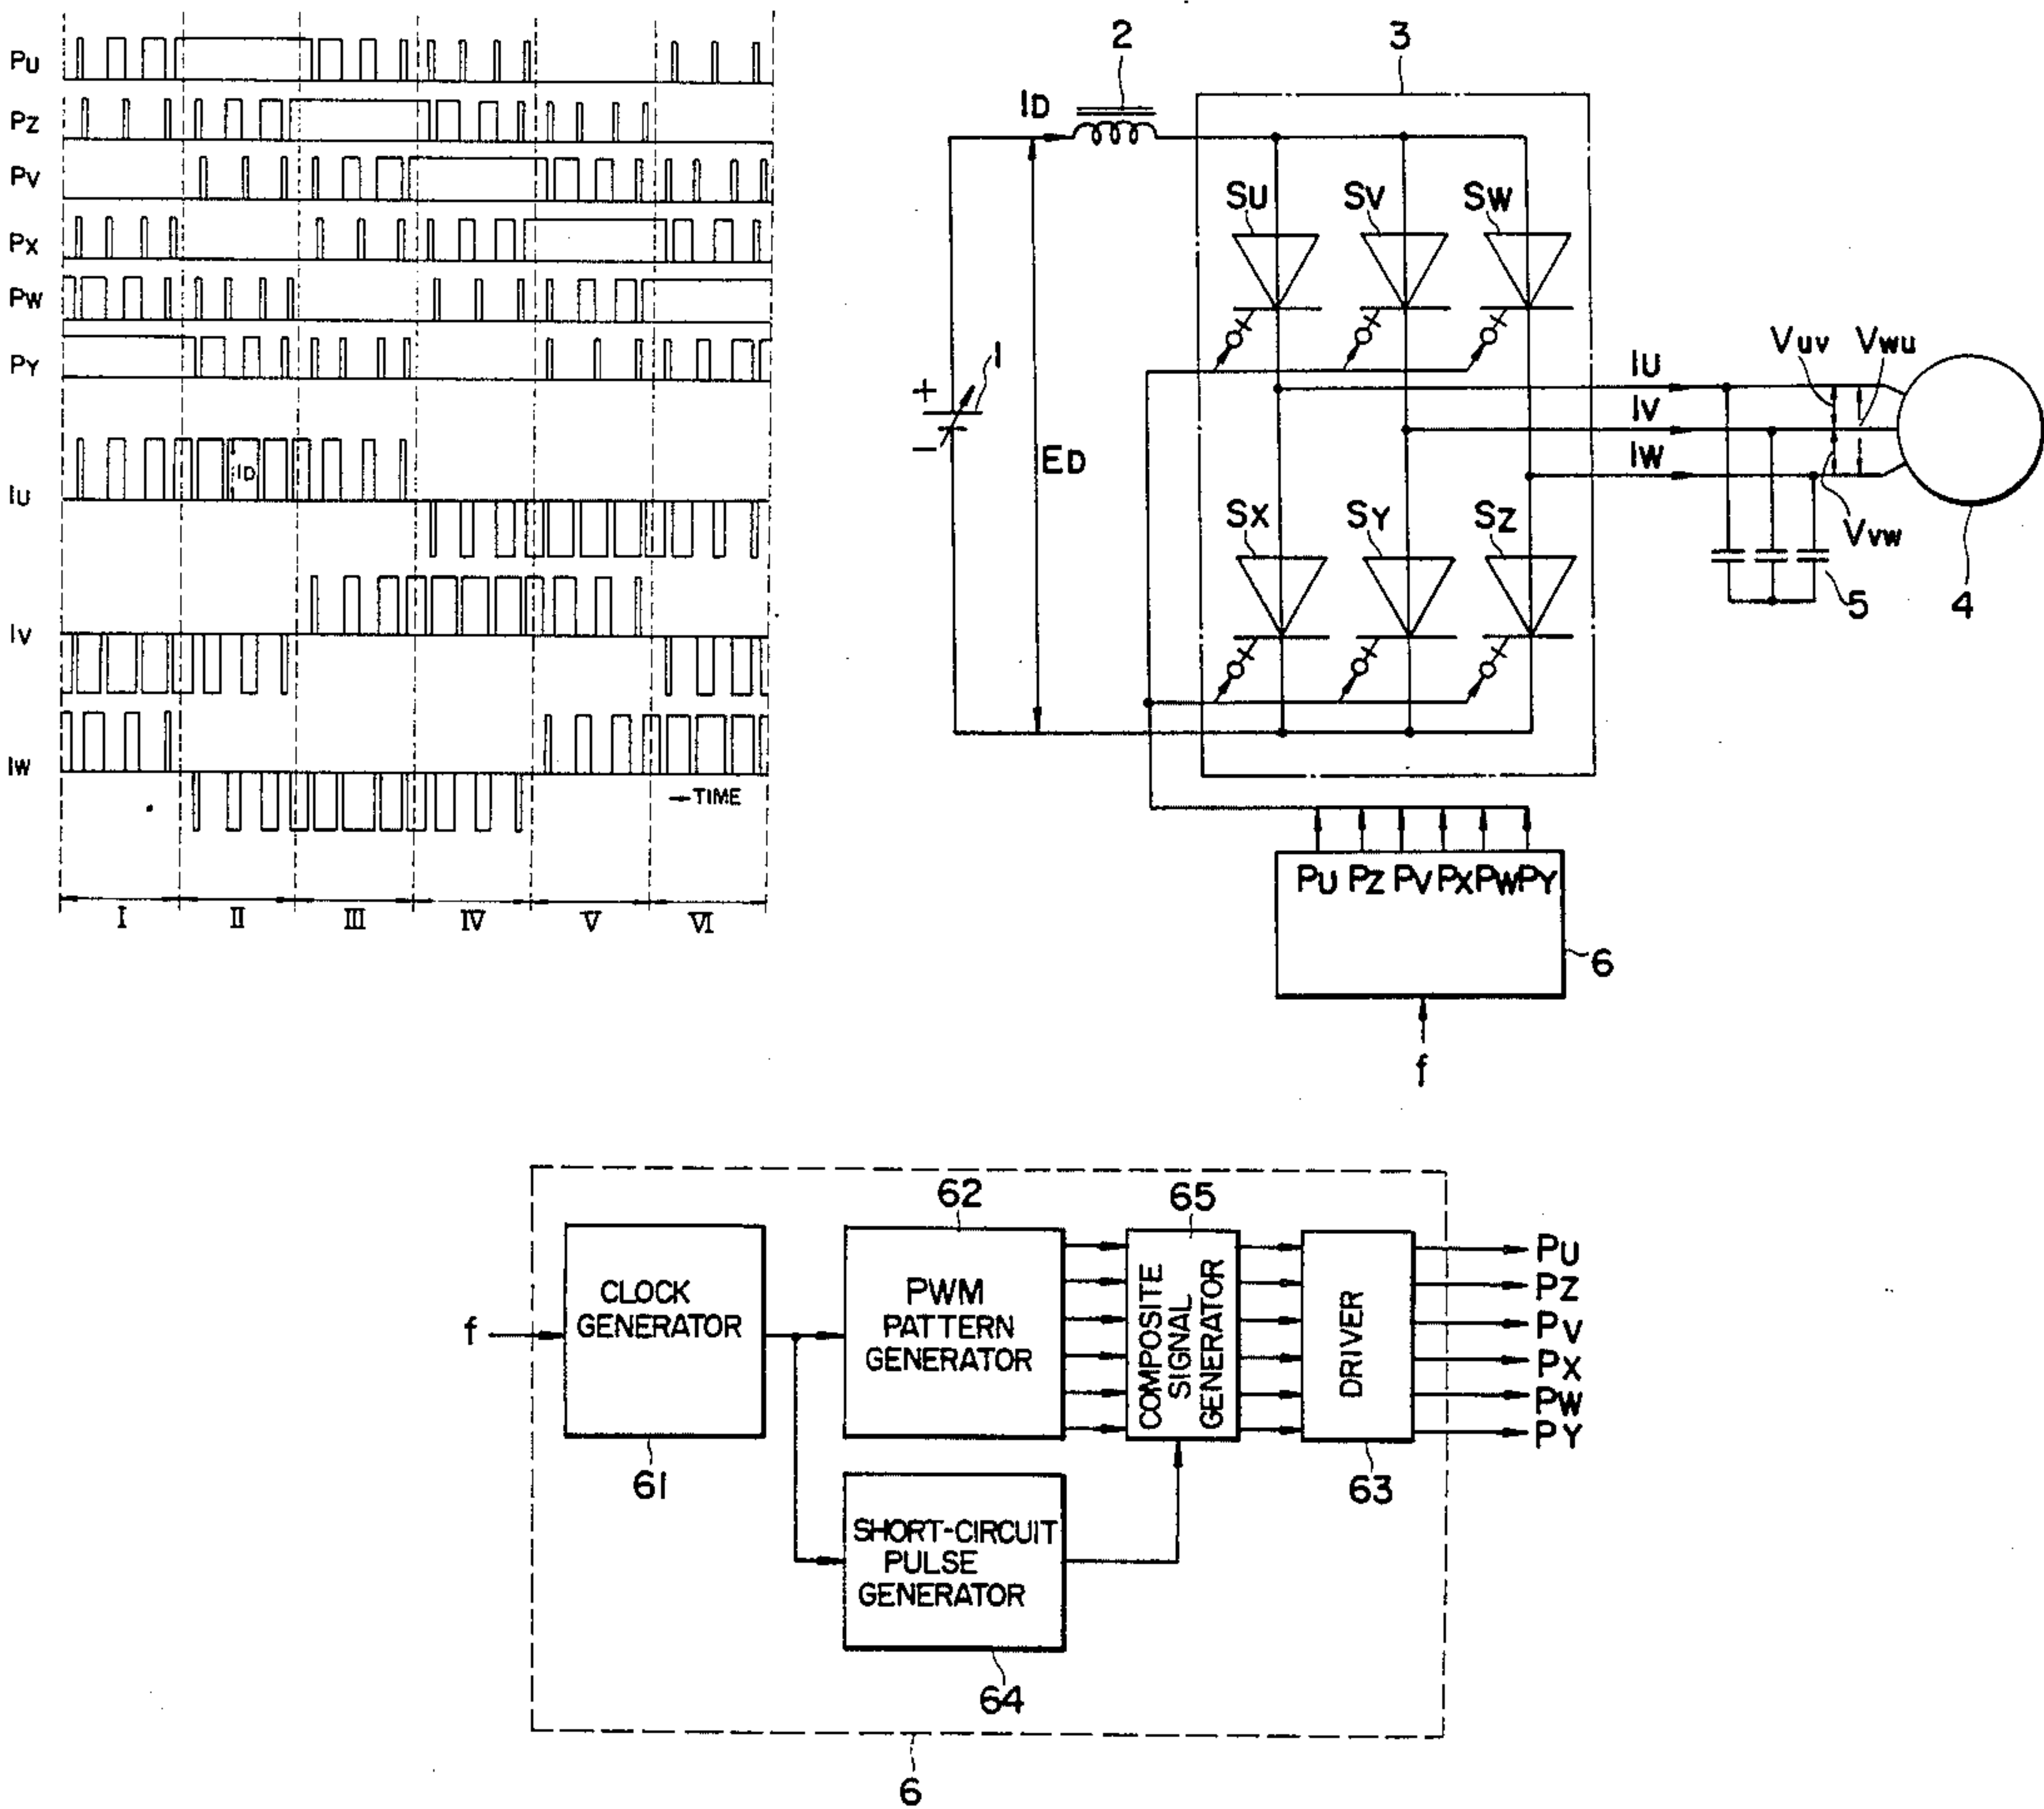 PU
PZ
PV
PX
PW
PY
IU
ID
IV
IW
→TIME
I II III IV V VI
2
3
ID
SU SV SW
1
+
-
ED
IU
IV
IW
VUV VWU
VVW
SX SY SZ
5
4
PU PZ PV PX PW PY
6
f
62
65
CLOCK
GENERATOR
f
PWM
PATTERN
GENERATOR
COMPOSITE
SIGNAL
GENERATOR
DRIVER
PU
PZ
PV
PX
PW
PY
61
63
SHORT-CIRCUIT
PULSE
GENERATOR
64
6